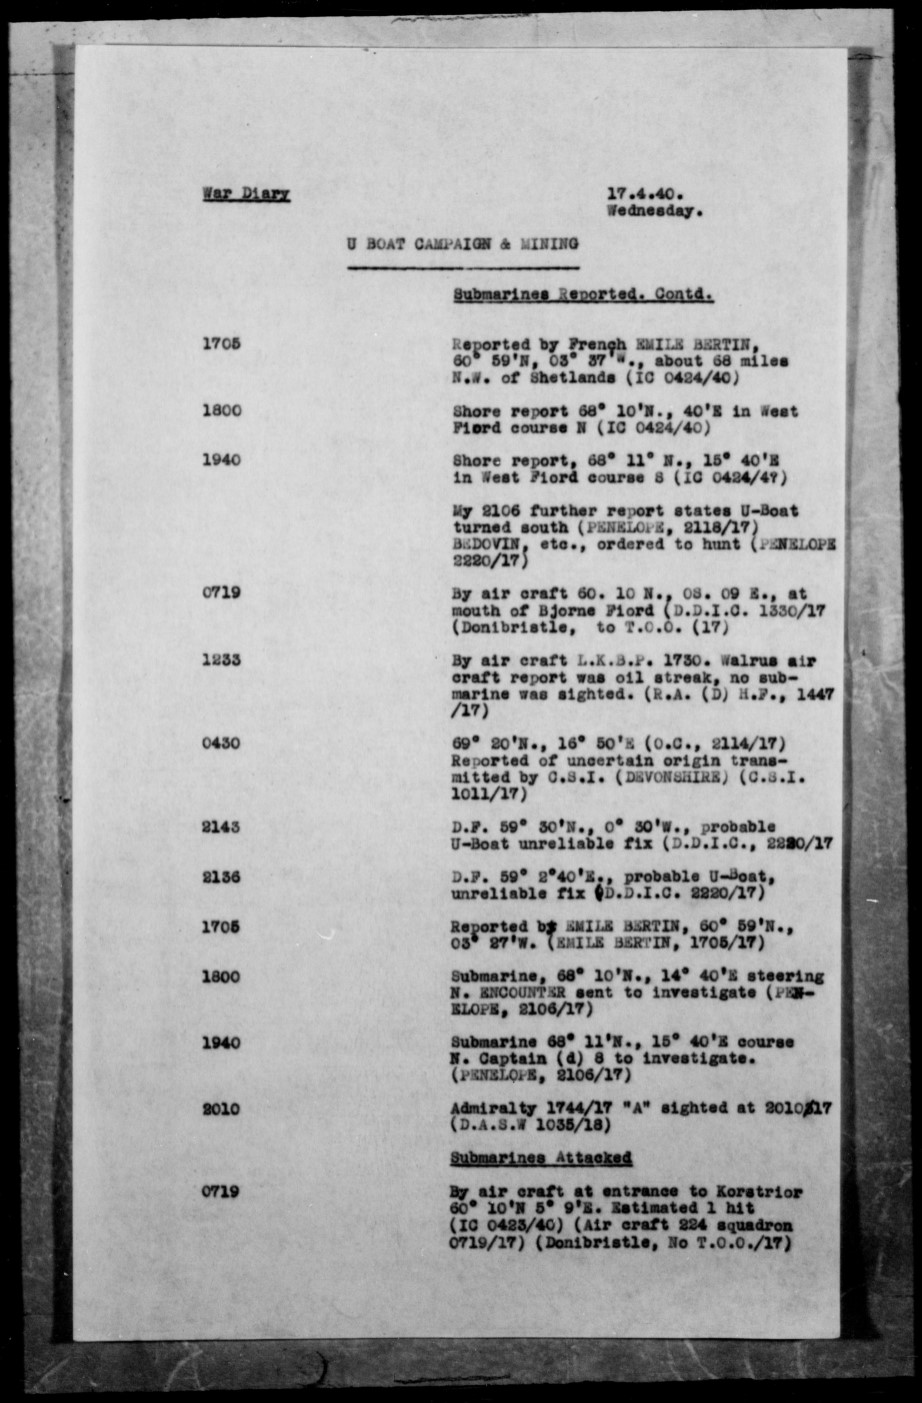 War Diary 17.4.40.
Wednesday.
U BOAT CAMPAIGN & MINING
Submarines Reported. Contd.
1705 Reported by French EMILE BERTIN,
60° 59'N, 03° 37'W., about 68 miles
N.W. of Shetlands (IC 0424/40)
1800 Shore report 68° 10'N., 40'E in West
Fiord course N (IC 0424/40)
1940 Shore report, 68° 11° N., 15° 40'E
in West Fiord course S (IC 0424/4?)
My 2106 further report states U-Boat
turned south (PENELOPE, 2118/17)
BEDOVIN, etc., ordered to hunt (PENELOPE
2220/17)
0719 By air craft 60. 10 N., 05. 09 E., at
mouth of Bjorne Fiord (D.D.I.C. 1330/17
(Donibristle, to T.O.O. (17)
1233 By air craft L.K.B.P. 1730. Walrus air
craft report was oil streak, no sub-
marine was sighted. (R.A. (D) H.F., 1447
/17)
0430 69° 20'N., 16° 50'E (O.C., 2114/17)
Reported of uncertain origin trans-
mitted by C.S.I. (DEVONSHIRE) (C.S.I.
1011/17)
2143 D.F. 59° 30'N., 0° 30'W., probable
U-Boat unreliable fix (D.D.I.C., 2220/17
2136 D.F. 59° 2°40'E., probable U-Boat,
unreliable fix (D.D.I.C. 2220/17)
1705 Reported by EMILE BERTIN, 60° 59'N.,
03° 27'W. (EMILE BERTIN, 1705/17)
1800 Submarine, 68° 10'N., 14° 40'E steering
N. ENCOUNTER sent to investigate (PEN-
ELOPE, 2106/17)
1940 Submarine 68° 11'N., 15° 40'E course
N. Captain (d) 8 to investigate.
(PENELOPE, 2106/17)
2010 Admiralty 1744/17 "A" sighted at 2010/17
(D.A.S.W 1035/18)
Submarines Attacked
0719 By air craft at entrance to Korstrior
60° 10'N 5° 9'E. Estimated 1 hit
(IC 0423/40) (Air craft 224 squadron
0719/17) (Donibristle, No T.O.O./17)